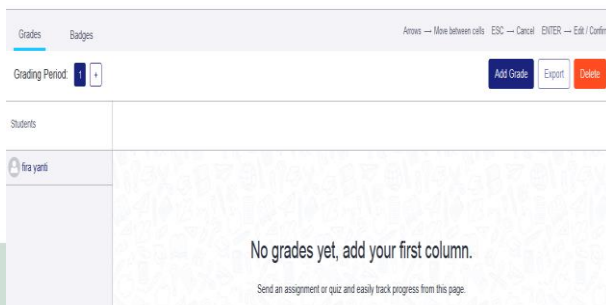 Grades Badges Arrows — Move between cells ESC — Cancel ENTER — Edit / Confirm
Grading Period: 1 + Add Grade Export Delete
Students
fira yanti
No grades yet, add your first column.
Send an assignment or quiz and easily track progress from this page.